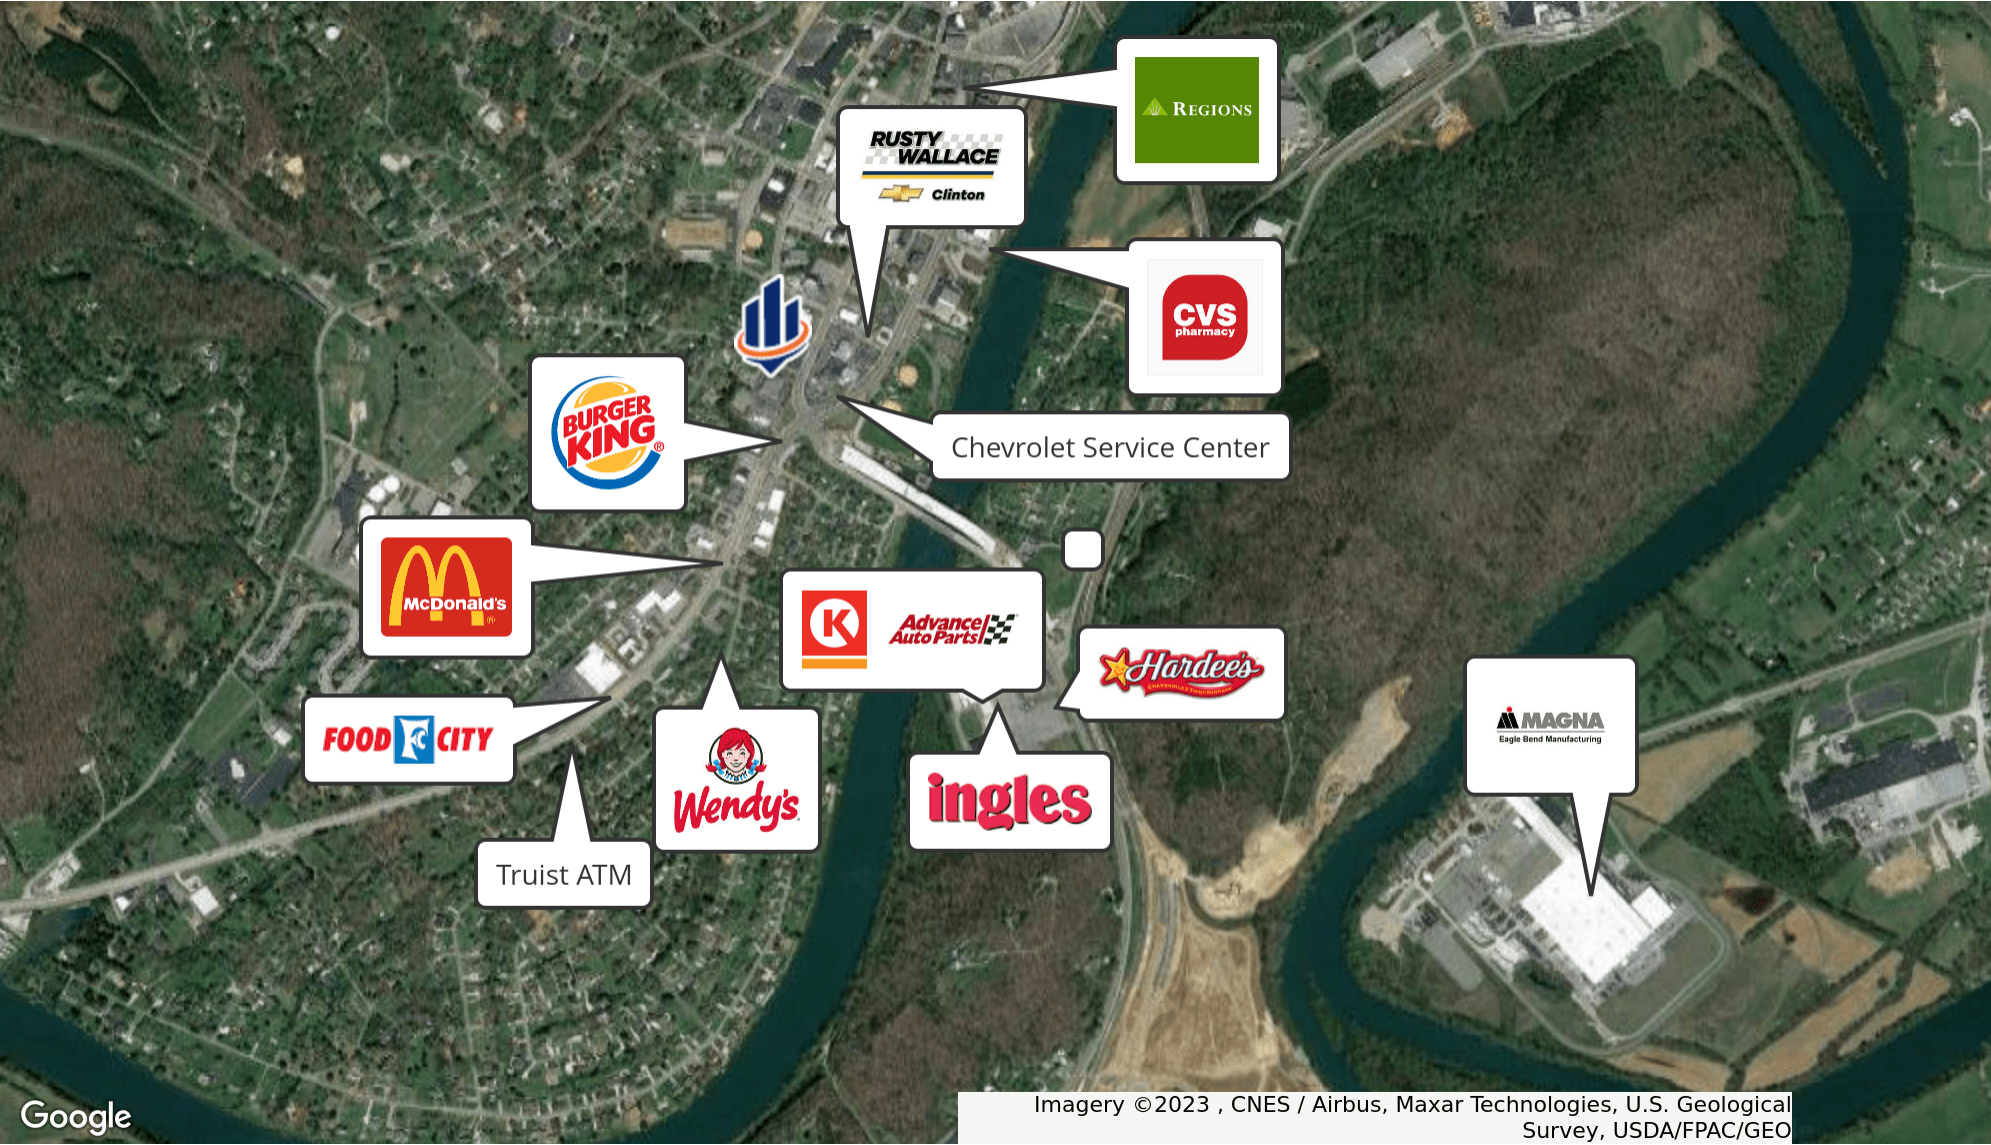 REGIONS
RUSTY
WALLACE
Clinton
CVS
pharmacy
BURGER
KING®
Chevrolet Service Center
McDonald's
Advance
Auto Parts
K
Hardee's
FOOD FC CITY
MAGNA
Eagle Bend Manufacturing
Wendy's
ingles
Truist ATM
Google
Imagery ©2023 , CNES / Airbus, Maxar Technologies, U.S. Geological
Survey, USDA/FPAC/GEO